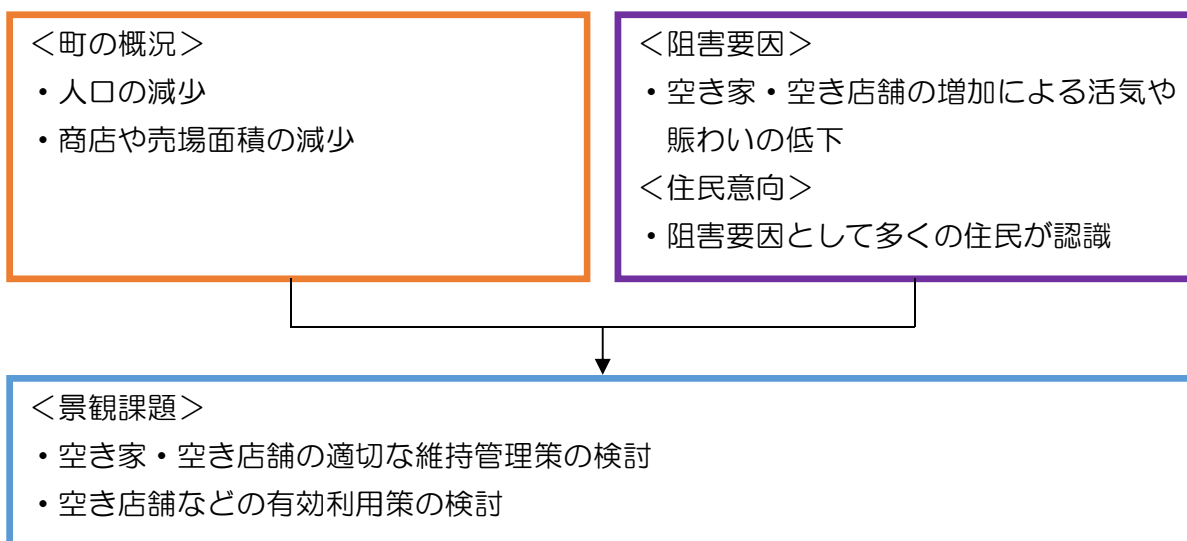 ＜町の概況＞
・人口の減少
・商店や売場面積の減少
＜阻害要因＞
・空き家・空き店舗の増加による活気や
賑わいの低下
＜住民意向＞
・阻害要因として多くの住民が認識
＜景観課題＞
・空き家・空き店舗の適切な維持管理策の検討
・空き店舗などの有効利用策の検討